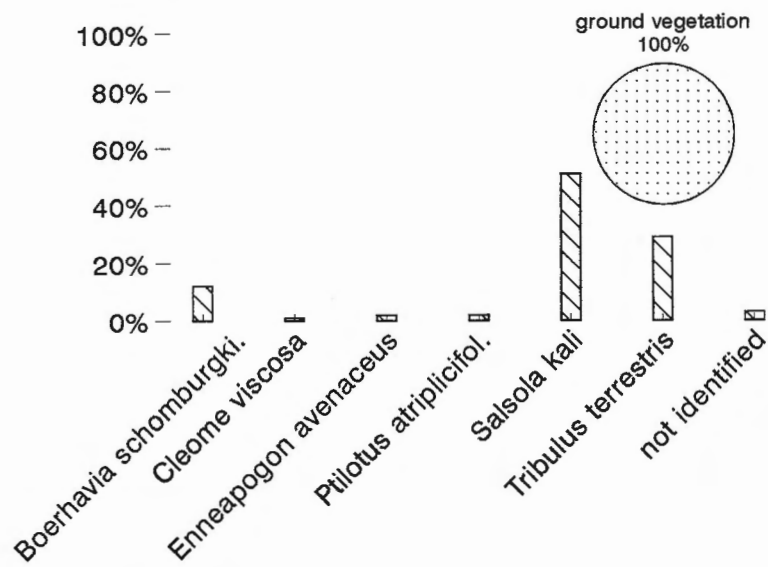 ground vegetation
100%
100%
80%
60%
40%
20%
0%
Boerhavia schomburgki.
Cleome viscosa
Enneapogon avenaceus
Ptilotus atriplicifol.
Salsola kali
Tribulus terrestris
not identified